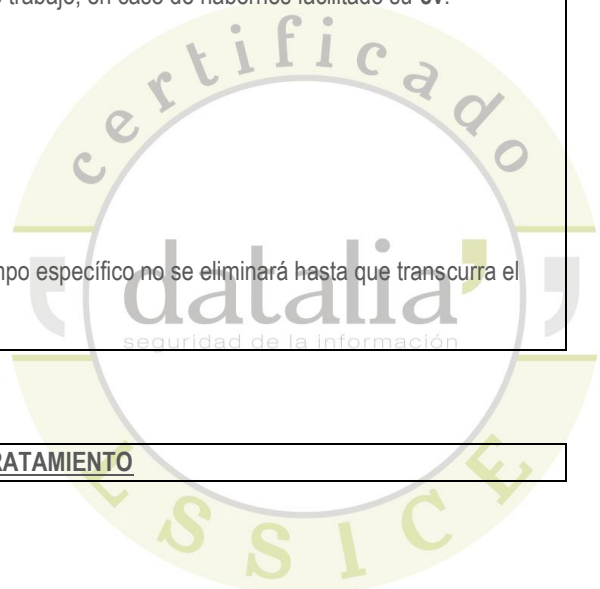 trabajo, en caso de habernos facilitado su cv.
certificado
mpo específico no se eliminará hasta que transcurra el
datalia
seguridad de la información
RATAMIENTO
ESSICE